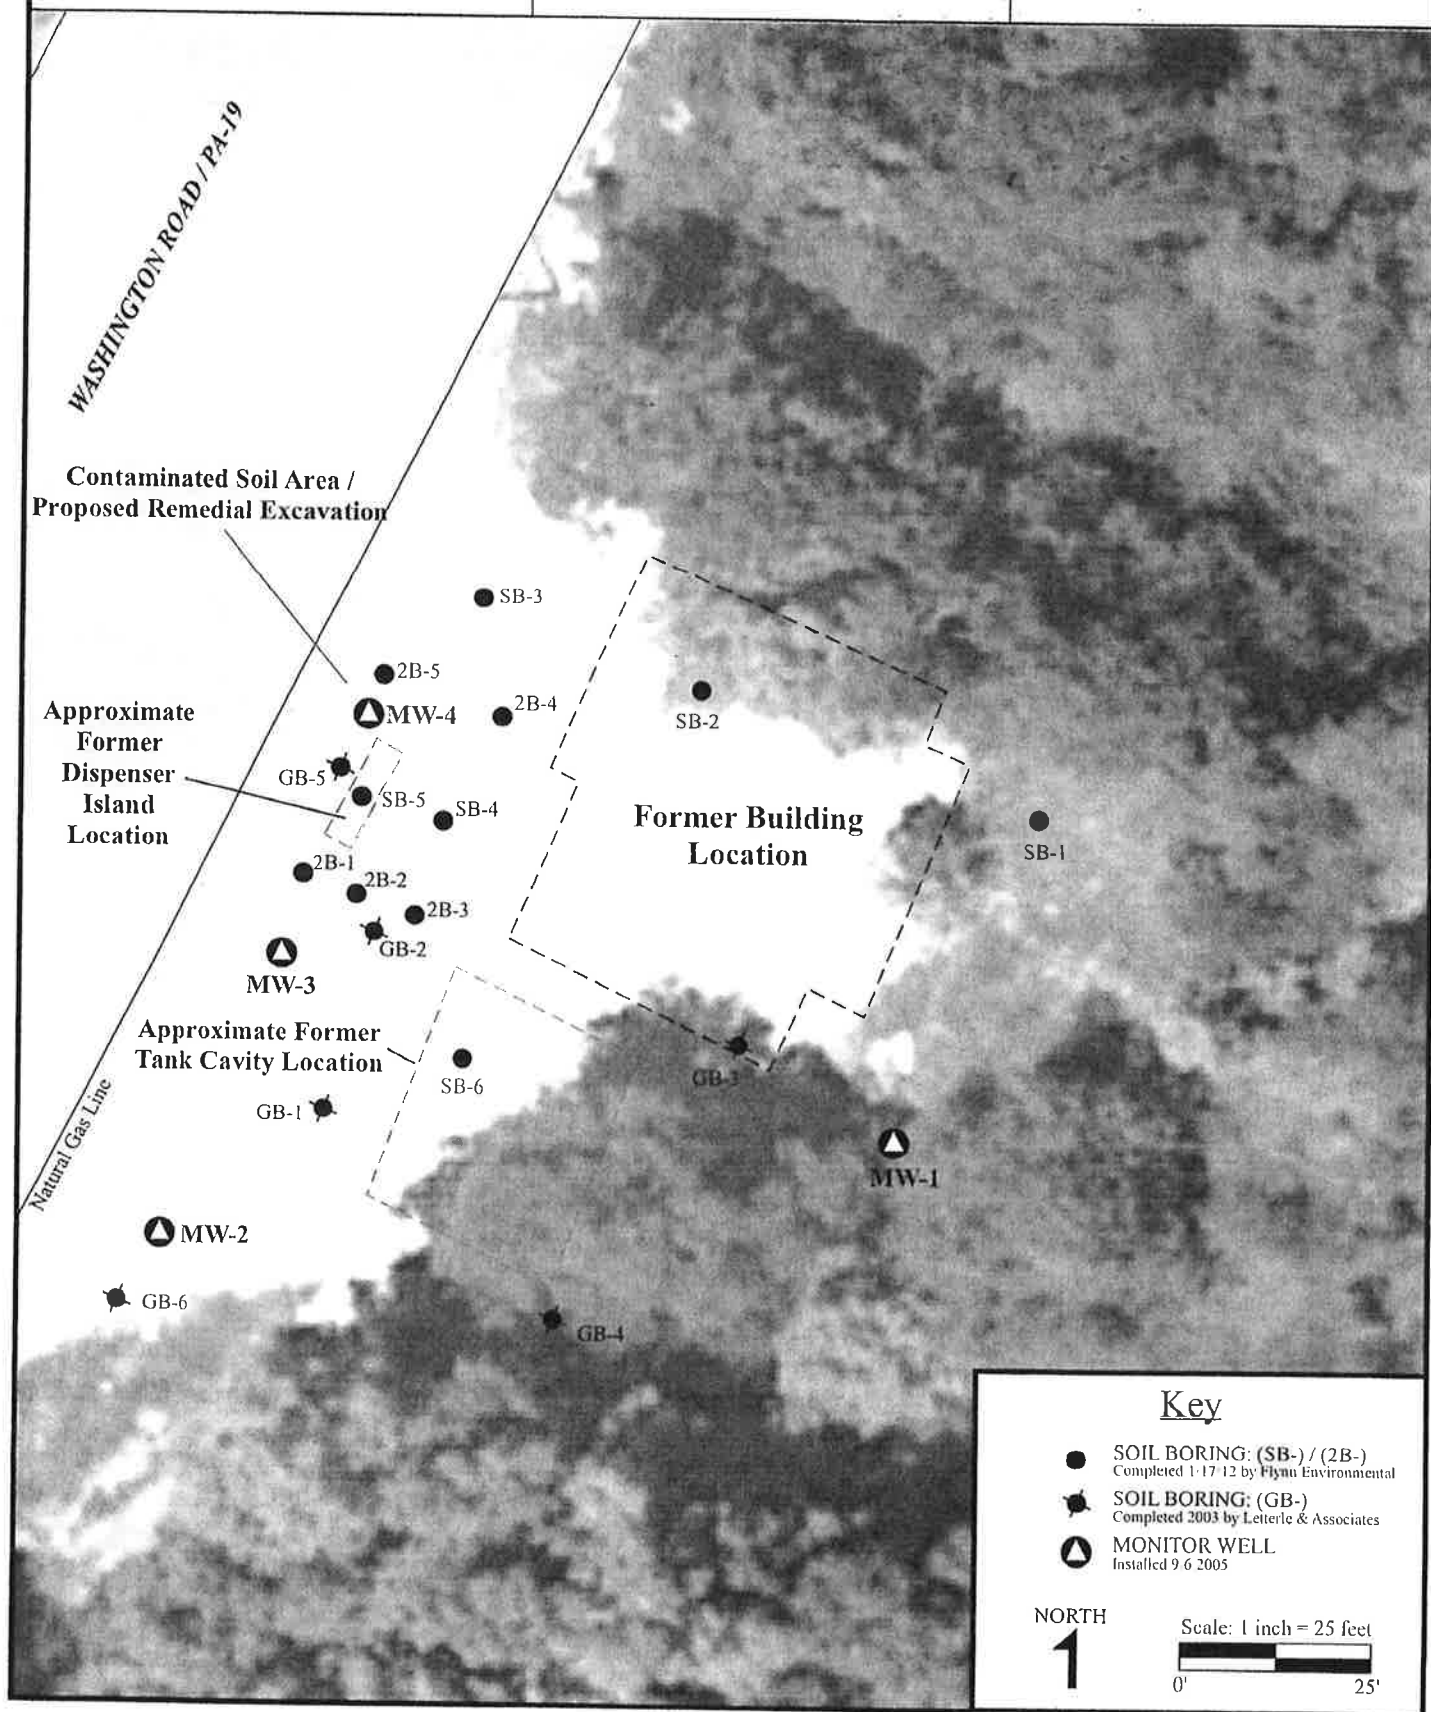 WASHINGTON ROAD / PA-19
Contaminated Soil Area /
Proposed Remedial Excavation
SB-3
2B-5
MW-4
2B-4
SB-2
Approximate
Former
Dispenser
Island
Location
GB-5
SB-5
SB-4
Former Building
Location
SB-1
2B-1
2B-2
2B-3
GB-2
MW-3
Approximate Former
Tank Cavity Location
SB-6
GB-3
GB-1
Natural Gas Line
MW-1
MW-2
GB-6
GB-4
Key
SOIL BORING: (SB-) / (2B-)
Completed 1-17-12 by Flynn Environmental
SOIL BORING: (GB-)
Completed 2003 by Letterle & Associates
MONITOR WELL
Installed 9-6-2005
NORTH
Scale: 1 inch = 25 feet
0'
25'